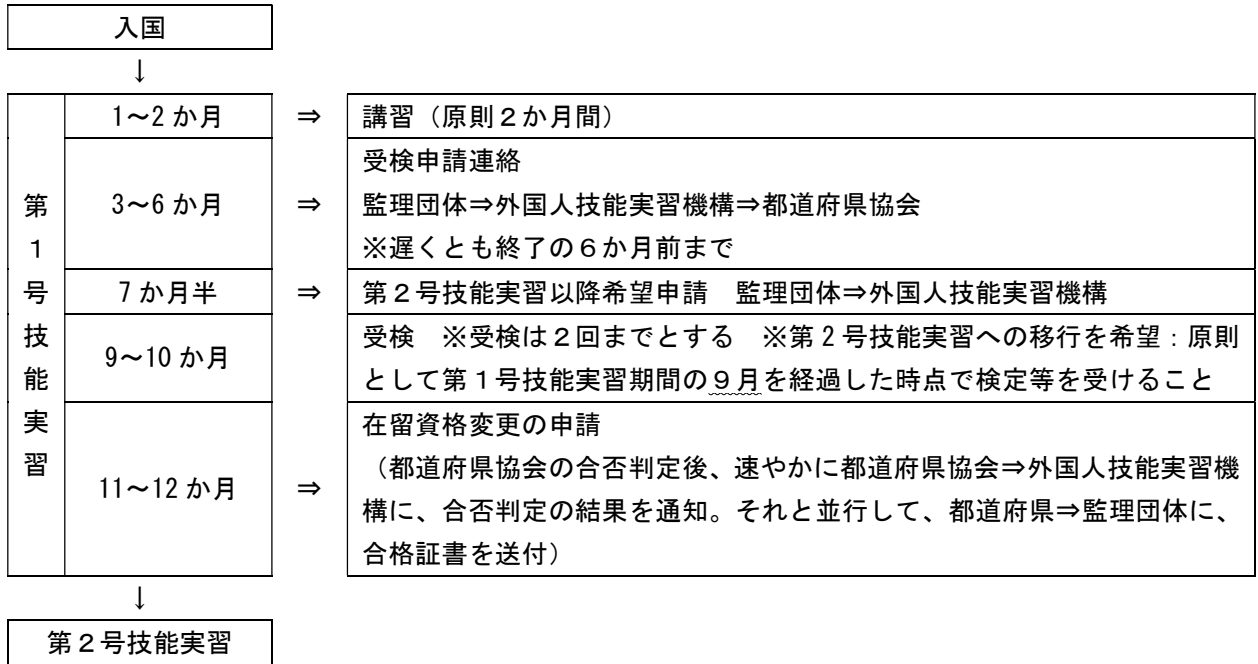 入国
↓
第1号技能実習
1～2 か月 ⇒ 講習（原則２か月間）
3～6 か月 ⇒ 受検申請連絡
監理団体⇒外国人技能実習機構⇒都道府県協会
※遅くとも終了の６か月前まで
7 か月半 ⇒ 第２号技能実習以降希望申請　監理団体⇒外国人技能実習機構
9～10 か月 受検　※受検は２回までとする　※第 2 号技能実習への移行を希望：原則
として第１号技能実習期間の９月を経過した時点で検定等を受けること
11～12 か月 ⇒ 在留資格変更の申請
（都道府県協会の合否判定後、速やかに都道府県協会⇒外国人技能実習機
構に、合否判定の結果を通知。それと並行して、都道府県⇒監理団体に、
合格証書を送付）
↓
第２号技能実習